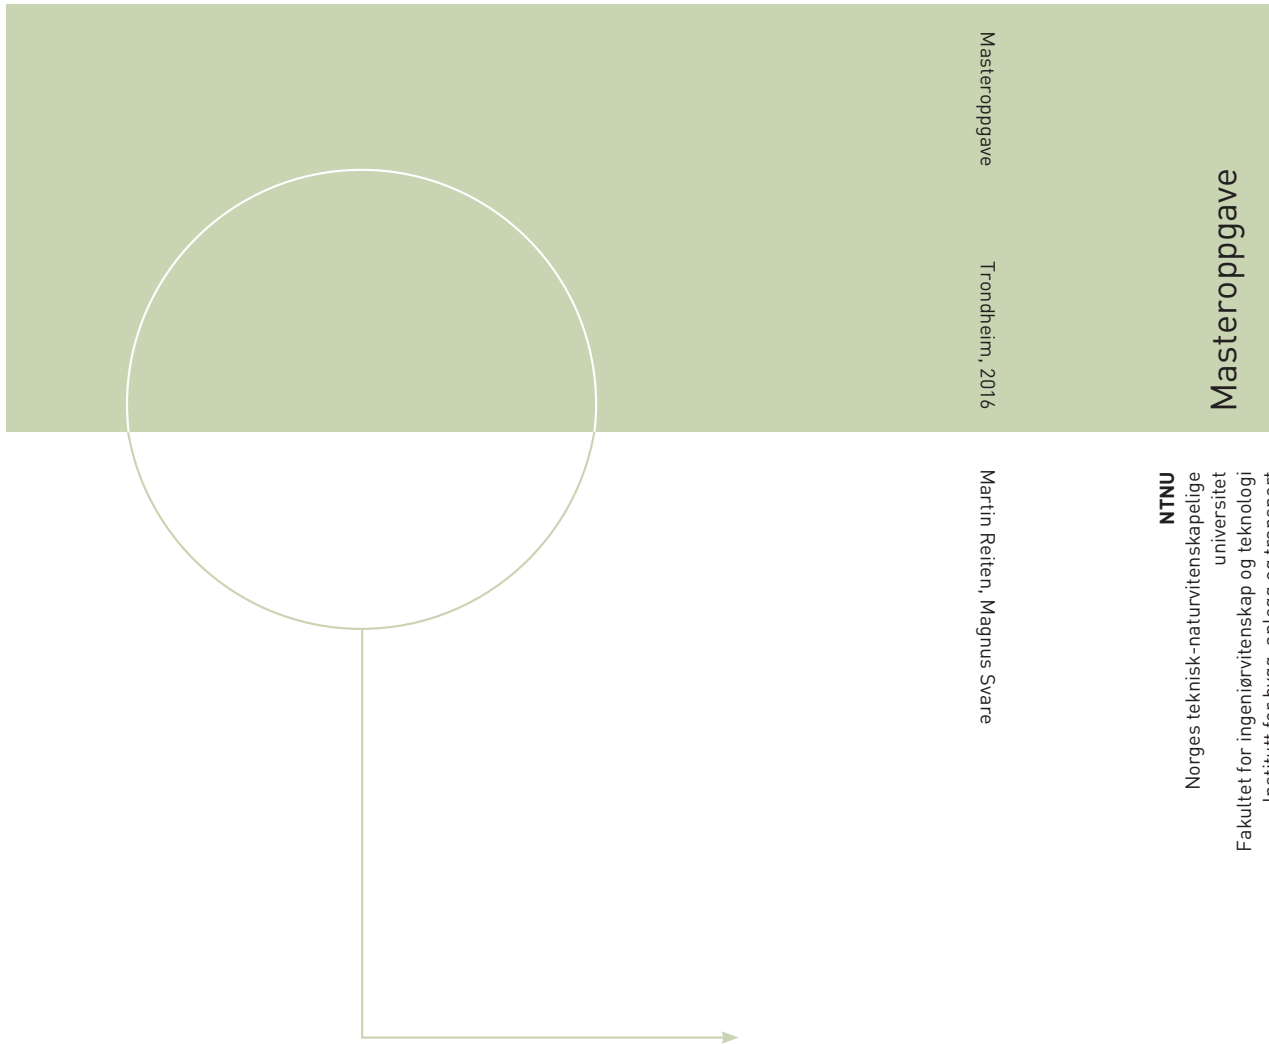 Masteroppgave
Trondheim, 2016
Martin Reiten, Magnus Svare
Masteroppgave
NTNU
Norges teknisk-naturvitenskapelige
universitet
Fakultet for ingeniørvitenskap og teknologi